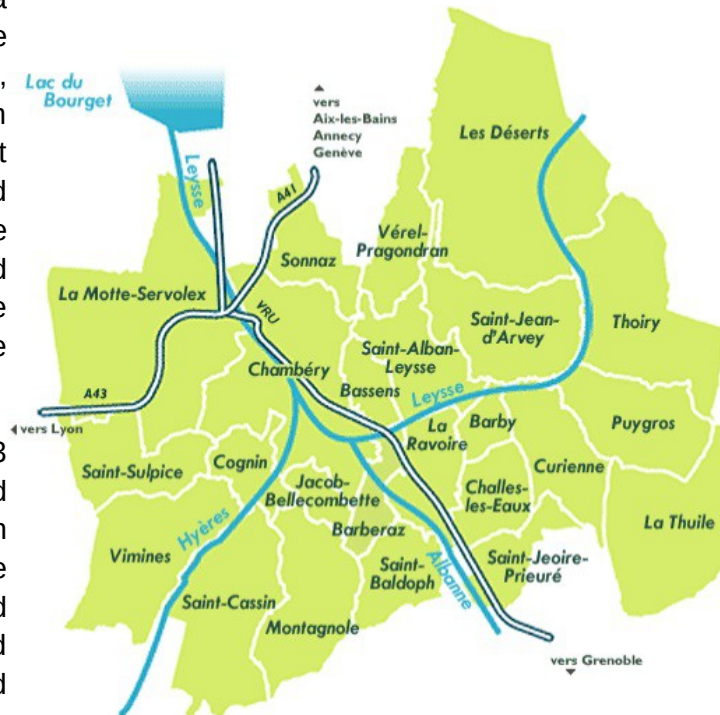 Lac du
Bourget
vers
Aix-les-Bains
Annecy
Genève
Les Déserts
Leysse
A41
Vérel-
Pragondran
Sonnaz
La Motte-Servolex
VRU
Saint-Jean-
d'Arvey
Thoiry
Saint-Alban-
Leysse
Chambéry
Bassens
Leysse
A43
vers Lyon
La
Ravoire
Barby
Puygros
Saint-Sulpice
Cognin
Curienne
Jacob-
Bellecombette
Challes-
les-Eaux
La Thuile
Hyères
Barberaz
Vimines
Saint-
Baldoph
Albanne
Saint-Jeoire-
Prieuré
Saint-Cassin
Montagnole
vers Grenoble